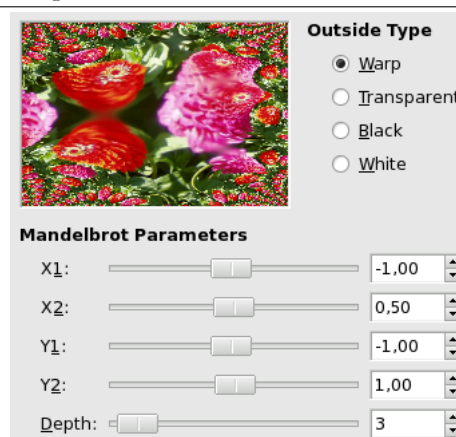 Outside Type
Warp
Transparent
Black
White
Mandelbrot Parameters
X1: -1,00
X2: 0,50
Y1: -1,00
Y2: 1,00
Depth: 3